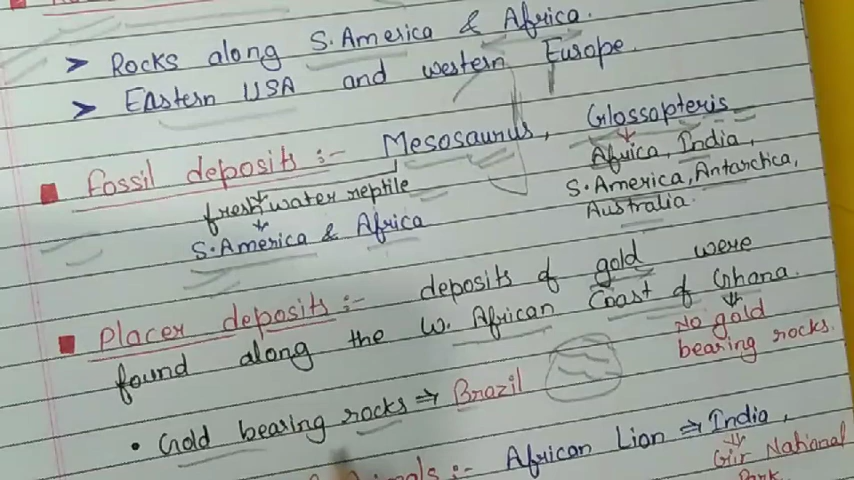 ➤ Rocks along S.America & Africa.
➤ Eastern USA and western Europe.
■ Fossil deposits :- Mesosaurus, Glossopteris
freshwater reptile
S.America & Africa
Africa, India,
S.America, Antarctica,
Australia.
■ Placer deposits :- deposits of gold were
found along the W. African Coast of Ghana.
No gold
bearing rocks.
• Gold bearing rocks ⇒ Brazil
:- African Lion ⇒ India,
Gir National
Park.